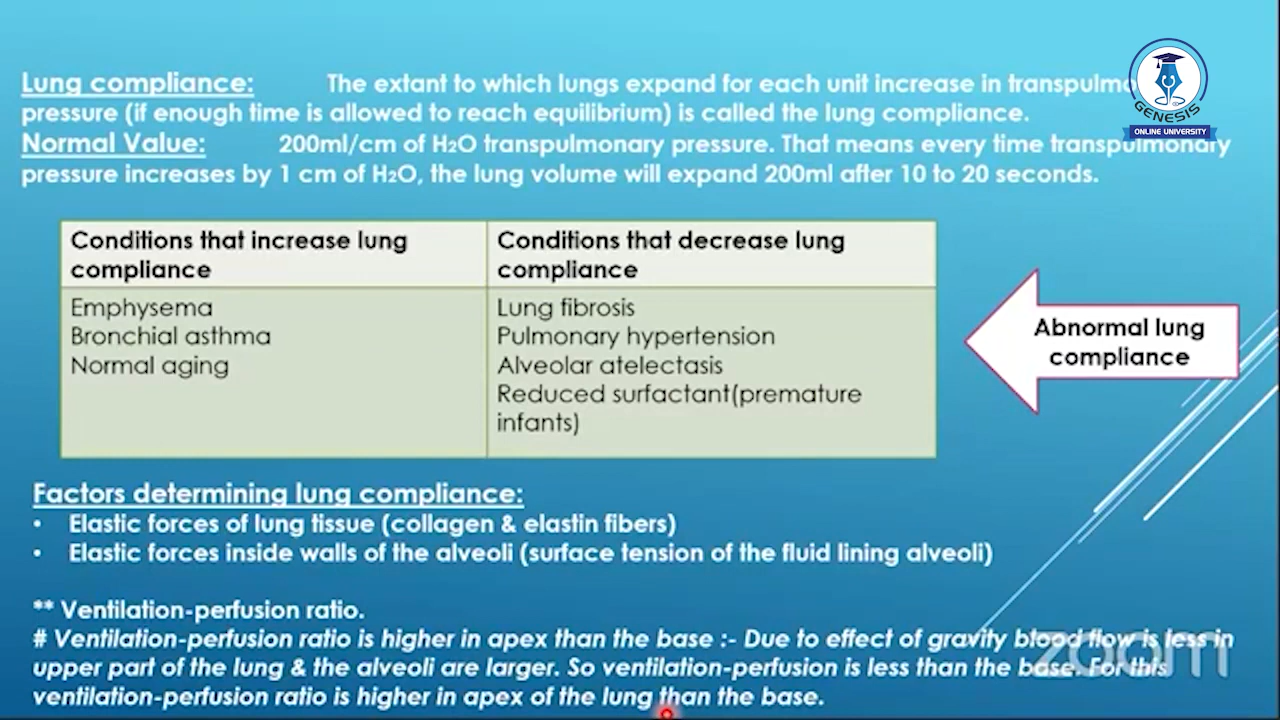 Lung compliance: The extant to which lungs expand for each unit increase in transpulmo
pressure (if enough time is allowed to reach equilibrium) is called the lung compliance.
Normal Value: 200ml/cm of H2O transpulmonary pressure. That means every time transpulmonary
pressure increases by 1 cm of H2O, the lung volume will expand 200ml after 10 to 20 seconds.
GENESIS
ONLINE UNIVERSITY
Conditions that increase lung
compliance
Conditions that decrease lung
compliance
Emphysema
Bronchial asthma
Normal aging
Lung fibrosis
Pulmonary hypertension
Alveolar atelectasis
Reduced surfactant(premature
infants)
Abnormal lung
compliance
Factors determining lung compliance:
• Elastic forces of lung tissue (collagen & elastin fibers)
• Elastic forces inside walls of the alveoli (surface tension of the fluid lining alveoli)
** Ventilation-perfusion ratio.
# Ventilation-perfusion ratio is higher in apex than the base :- Due to effect of gravity blood flow is less in
upper part of the lung & the alveoli are larger. So ventilation-perfusion is less than the base. For this
ventilation-perfusion ratio is higher in apex of the lung than the base.
zoom